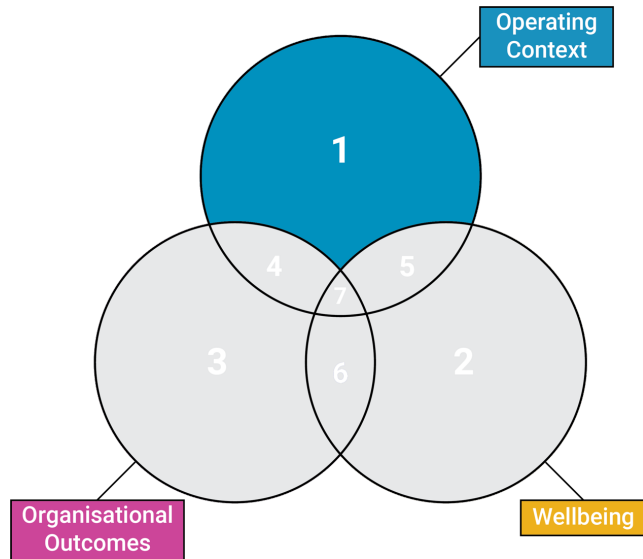 Operating
Context
1
4
5
7
3
6
2
Organisational
Outcomes
Wellbeing